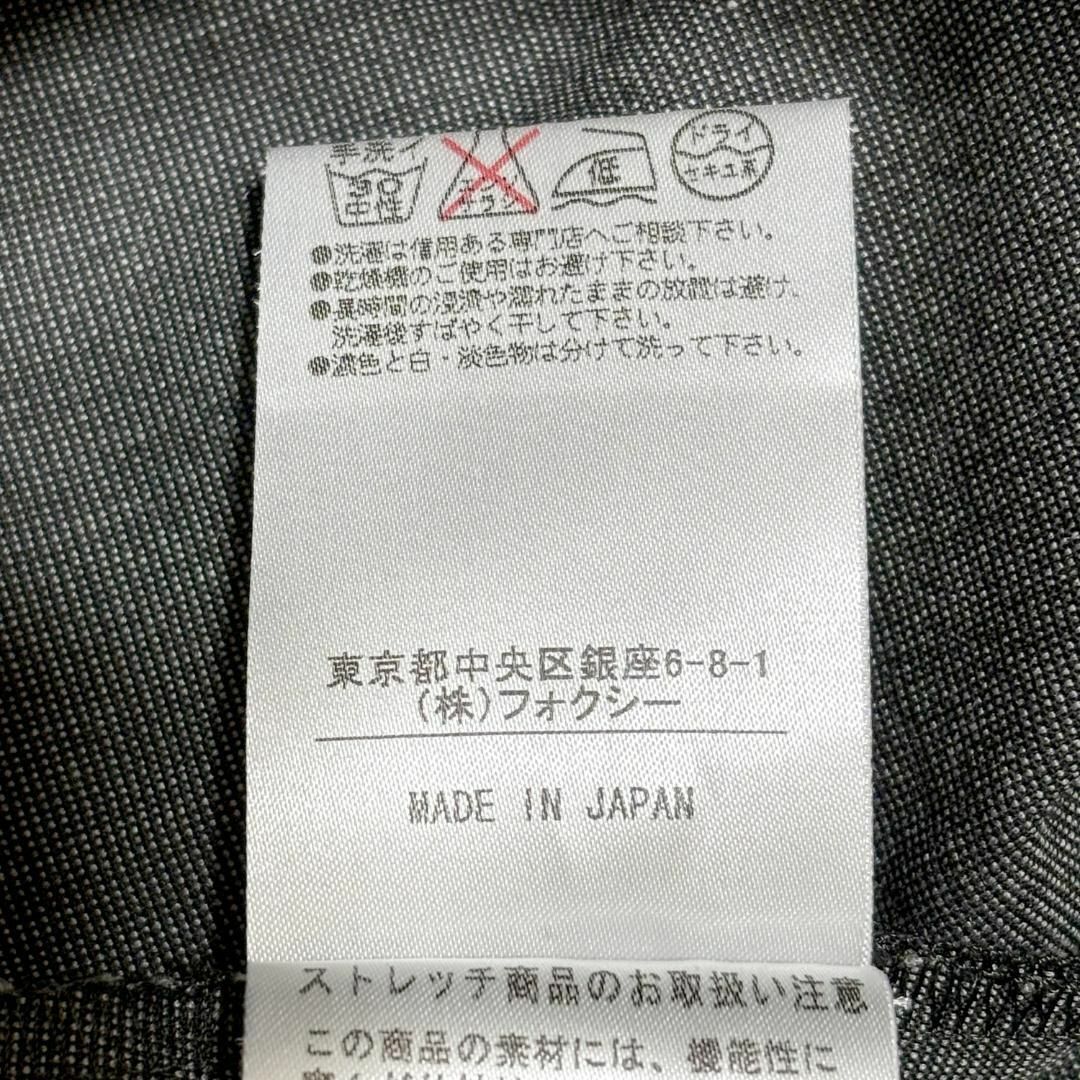 手洗イ
30
中性
エンソ
サラシ
低
ドライ
セキユ系
●洗濯は信用ある専門店へご相談下さい。
●乾燥機のご使用はお避け下さい。
●長時間の浸漬や濡れたままの放置は避け、
洗濯後すばやく干して下さい。
●濃色と白・淡色物は分けて洗って下さい。
東京都中央区銀座6-8-1
(株)フォクシー
MADE IN JAPAN
ストレッチ商品のお取扱い注意
この商品の素材には、機能性に